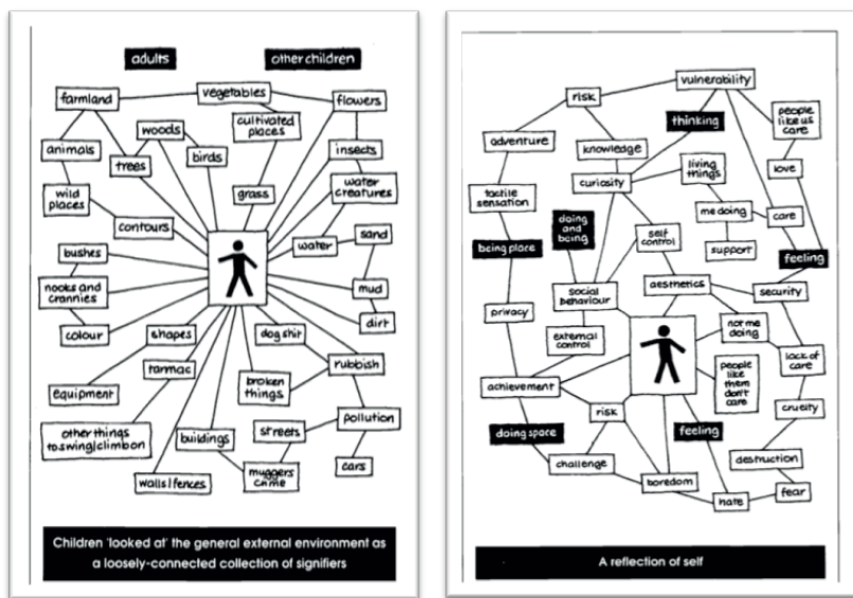 adults
other children
farmland
vegetables
flowers
woods
cultivated
places
animals
birds
insects
trees
water
creatures
wild
places
grass
contours
sand
water
bushes
nooks and
crannies
mud
dirt
colour
shapes
dog shit
rubbish
tarmac
equipment
broken
things
pollution
other things
to swing/climb on
buildings
streets
cars
walls/fences
muggers
crime
Children 'looked at' the general external environment as
a loosely-connected collection of signifiers
vulnerability
risk
thinking
people
like us
care
adventure
knowledge
living
things
love
curiosity
tactile
sensation
me doing
care
doing
and
being
self
control
support
being place
feeling
aesthetics
security
social
behaviour
privacy
not me
doing
external
control
lack of
care
people
like
them
don't
care
achievement
risk
cruelty
doing space
feeling
challenge
destruction
boredom
hate
fear
A reflection of self